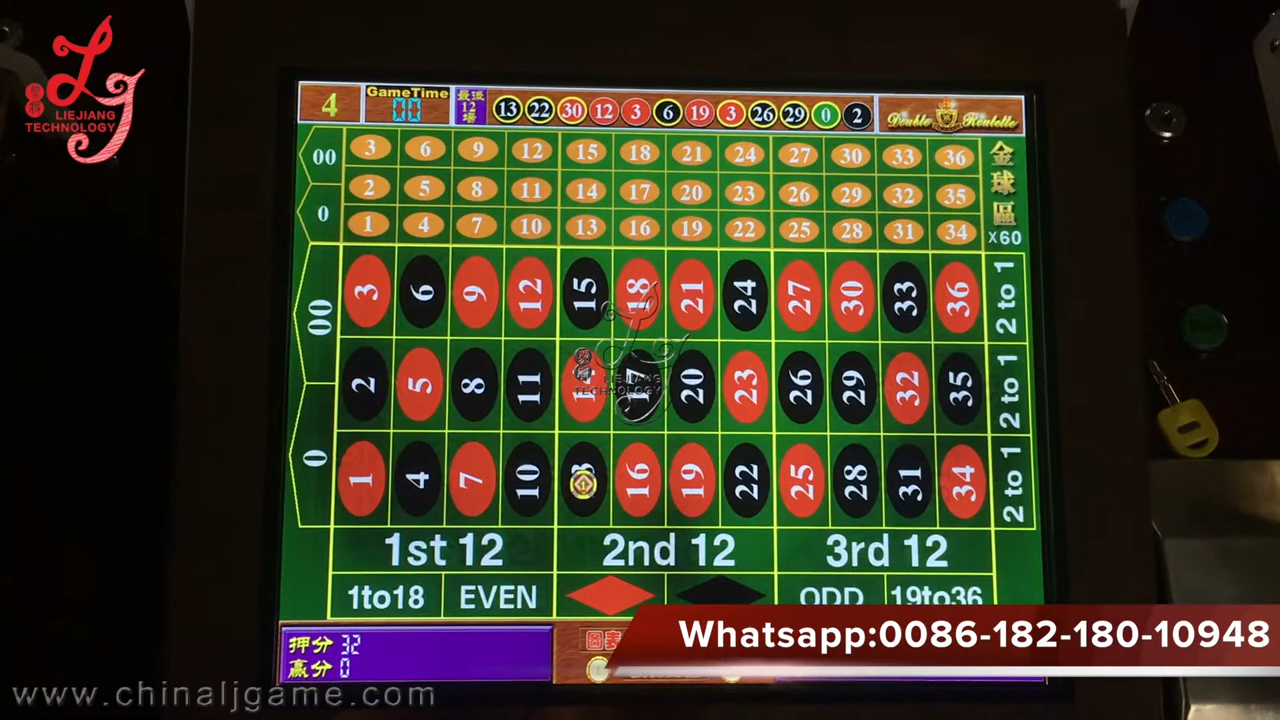 LIEJIANG
TECHNOLOGY
4
GameTime
00
最近
12
場
13 22 30 12 3 6 19 3 26 29 0 2
Double Roulette
00 3 6 9 12 15 18 21 24 27 30 33 36
2 5 8 11 14 17 20 23 26 29 32 35
0 1 4 7 10 13 16 19 22 25 28 31 34
金球區
X60
00 3 6 9 12 15 18 21 24 27 30 33 36 2 to 1
2 5 8 11 14 17 20 23 26 29 32 35 2 to 1
0 1 4 7 10 16 19 22 25 28 31 34 2 to 1
LIEJIANG
TECHNOLOGY
1st 12 2nd 12 3rd 12
1to18 EVEN ODD 19to36
押分 32
贏分 0
圖表
Whatsapp:0086-182-180-10948
www.chinaljgame.com